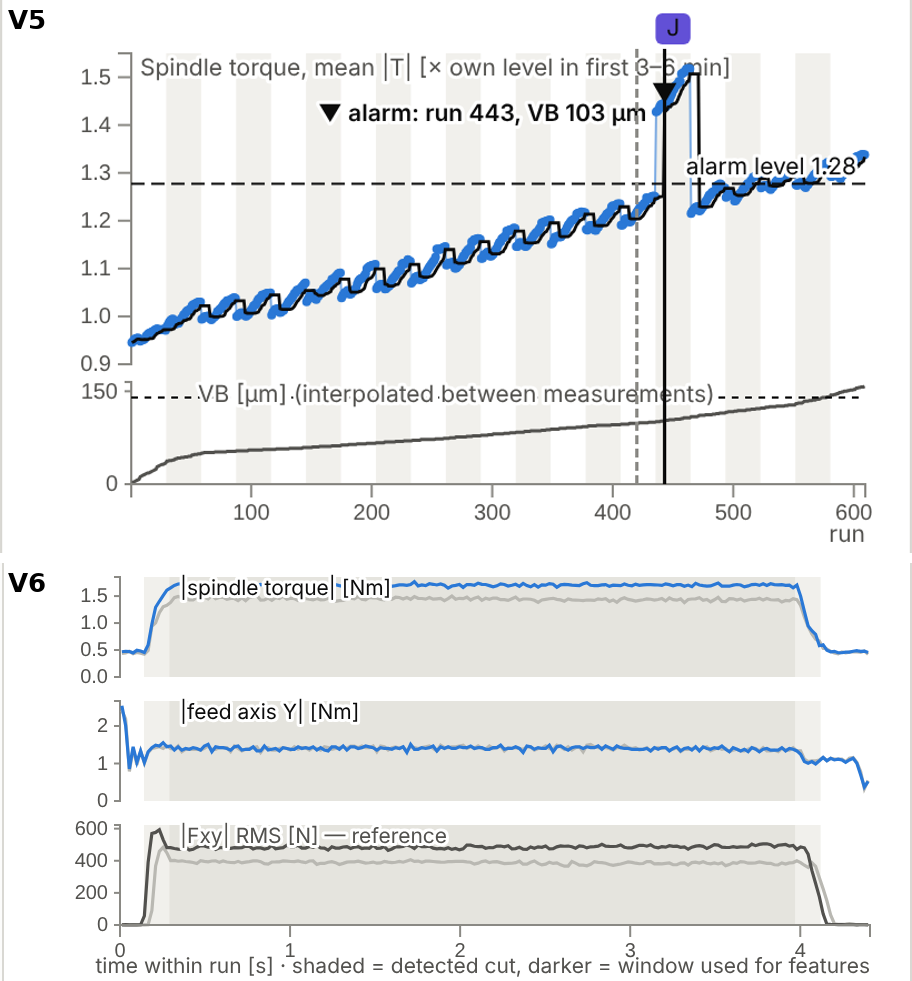 V5
J
Spindle torque, mean |T| [× own level in first 3–6 min]
▼ alarm: run 443, VB 103 µm
alarm level 1.28
1.5
1.4
1.3
1.2
1.1
1.0
0.9
150
VB [µm] (interpolated between measurements)
0
100 200 300 400 500 600
run
V6
|spindle torque| [Nm]
1.5
1.0
0.5
0.0
|feed axis Y| [Nm]
2
1
0
|Fxy| RMS [N] — reference
600
400
200
0
0 1 2 3 4
time within run [s] · shaded = detected cut, darker = window used for features